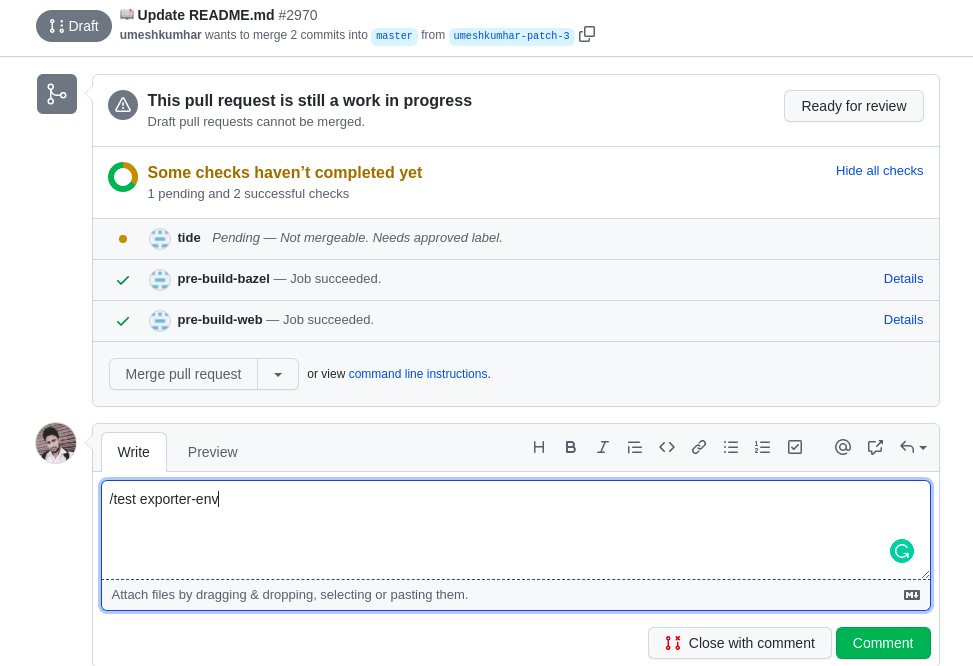 Draft
📖 Update README.md #2970
umeshkumhar wants to merge 2 commits into master from umeshkumhar-patch-3
This pull request is still a work in progress
Draft pull requests cannot be merged.
Ready for review
Some checks haven’t completed yet
1 pending and 2 successful checks
Hide all checks
tide Pending — Not mergeable. Needs approved label.
pre-build-bazel — Job succeeded. Details
pre-build-web — Job succeeded. Details
Merge pull request or view command line instructions.
Write Preview
/test exporter-env
Attach files by dragging & dropping, selecting or pasting them.
Close with comment Comment